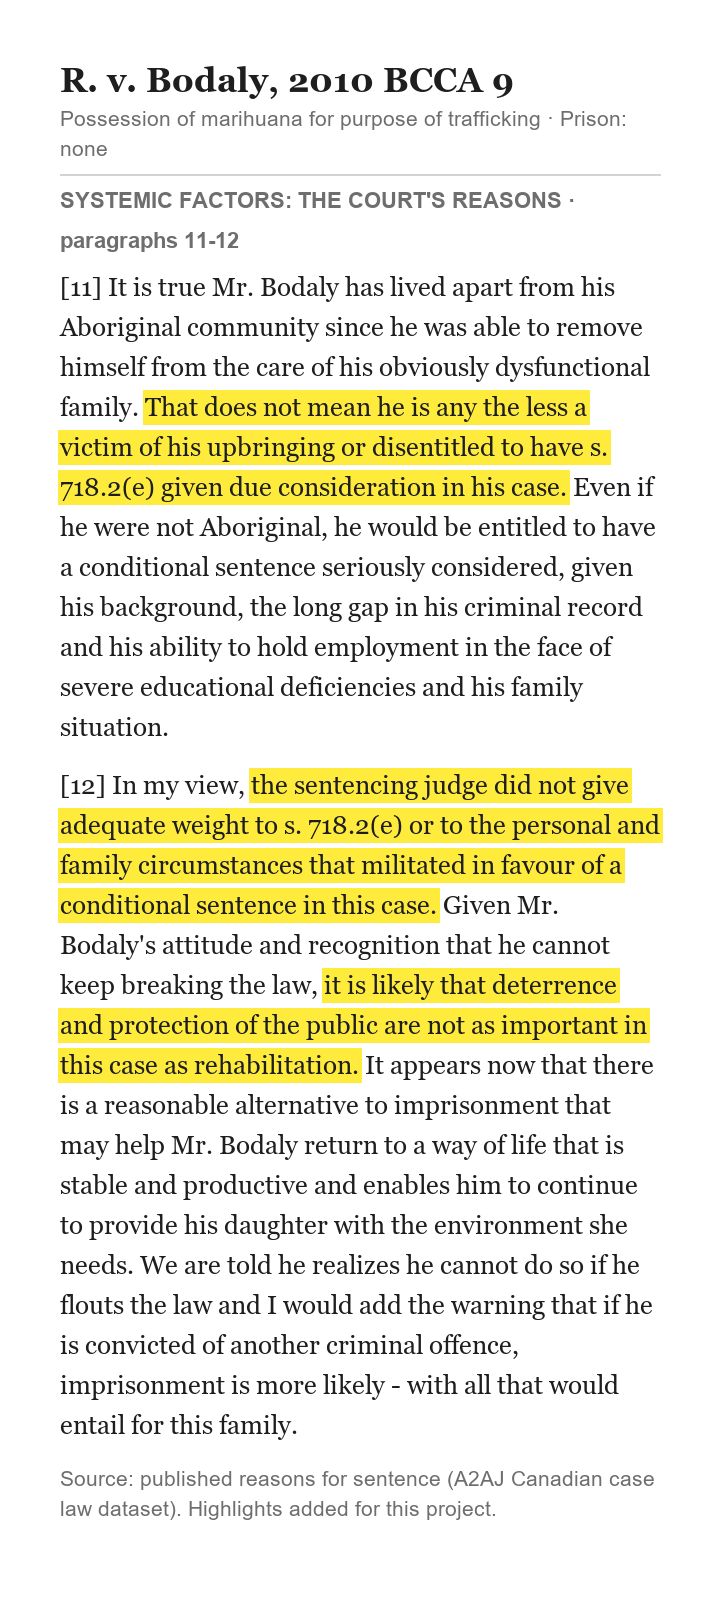 R. v. Bodaly, 2010 BCCA 9
Possession of marihuana for purpose of trafficking · Prison:
none
SYSTEMIC FACTORS: THE COURT'S REASONS ·
paragraphs 11-12
[11] It is true Mr. Bodaly has lived apart from his
Aboriginal community since he was able to remove
himself from the care of his obviously dysfunctional
family. That does not mean he is any the less a
victim of his upbringing or disentitled to have s.
718.2(e) given due consideration in his case. Even if
he were not Aboriginal, he would be entitled to have
a conditional sentence seriously considered, given
his background, the long gap in his criminal record
and his ability to hold employment in the face of
severe educational deficiencies and his family
situation.
[12] In my view, the sentencing judge did not give
adequate weight to s. 718.2(e) or to the personal and
family circumstances that militated in favour of a
conditional sentence in this case. Given Mr.
Bodaly's attitude and recognition that he cannot
keep breaking the law, it is likely that deterrence
and protection of the public are not as important in
this case as rehabilitation. It appears now that there
is a reasonable alternative to imprisonment that
may help Mr. Bodaly return to a way of life that is
stable and productive and enables him to continue
to provide his daughter with the environment she
needs. We are told he realizes he cannot do so if he
flouts the law and I would add the warning that if he
is convicted of another criminal offence,
imprisonment is more likely - with all that would
entail for this family.
Source: published reasons for sentence (A2AJ Canadian case
law dataset). Highlights added for this project.